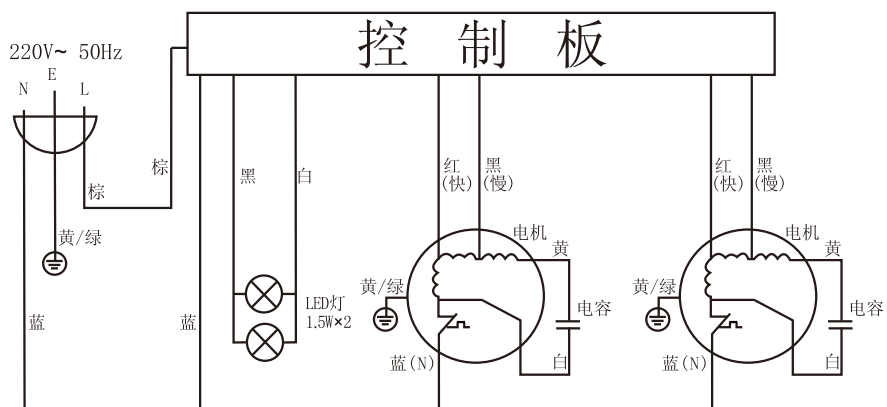 控制板
220V~ 50Hz
E
N
L
棕
棕
黄/绿
蓝
蓝
黑
白
LED灯
1.5W×2
红
(快)
黑
(慢)
电机
黄
黄/绿
电容
蓝(N)
白
红
(快)
黑
(慢)
电机
黄
黄/绿
电容
蓝(N)
白